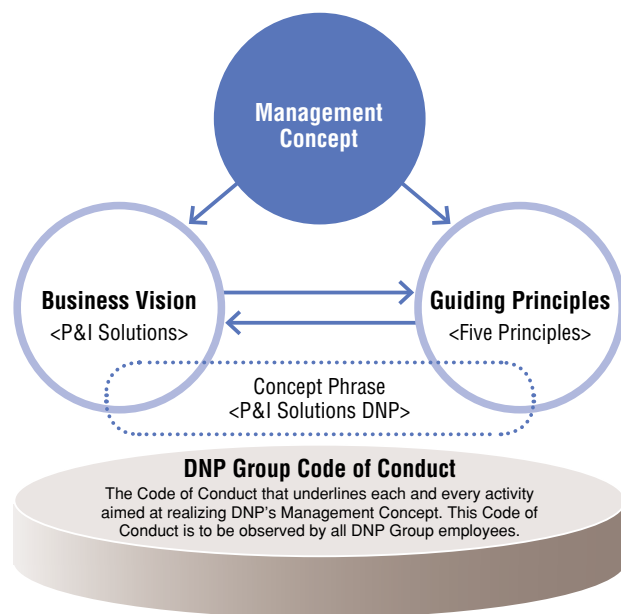 Management
Concept
Business Vision
<P&I Solutions>
Guiding Principles
<Five Principles>
Concept Phrase
<P&I Solutions DNP>
DNP Group Code of Conduct
The Code of Conduct that underlines each and every activity
aimed at realizing DNP's Management Concept. This Code of
Conduct is to be observed by all DNP Group employees.